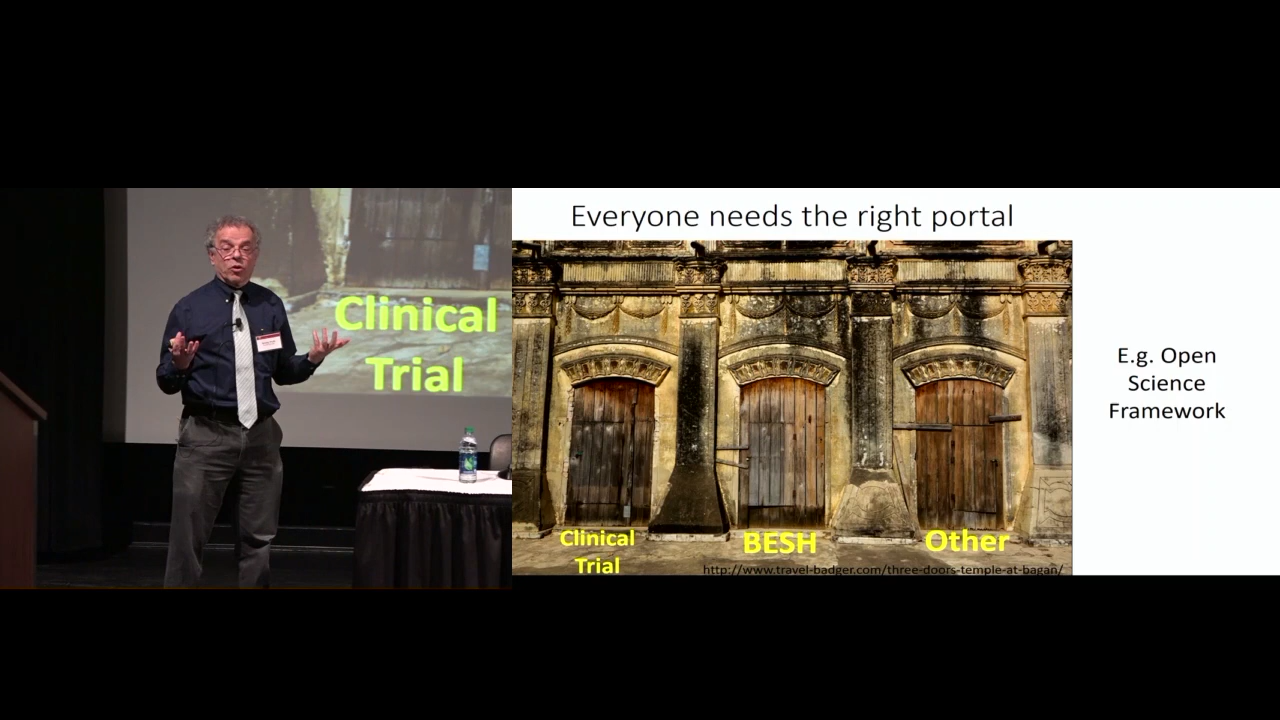 Clinical
Trial
Everyone needs the right portal
Clinical
Trial
BESH
Other
http://www.travel-badger.com/three-doors-temple-at-bagan/
E.g. Open
Science
Framework